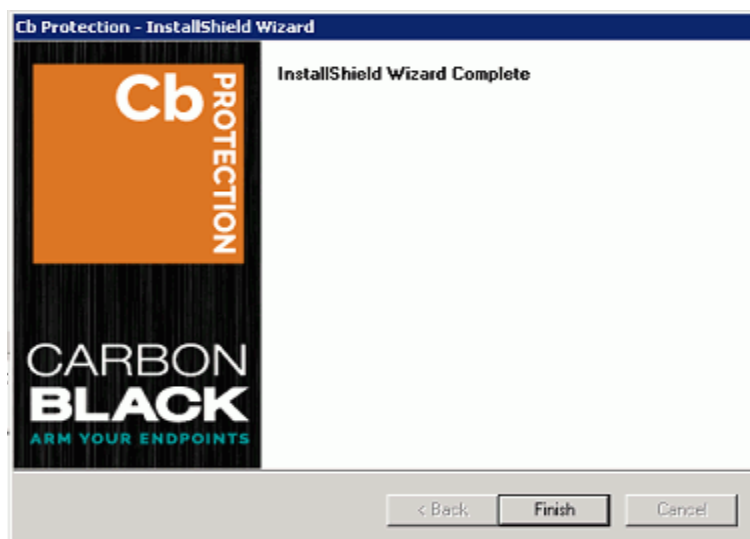 Cb Protection - InstallShield Wizard
InstallShield Wizard Complete
Cb
PROTECTION
CARBON
BLACK
ARM YOUR ENDPOINTS
< Back
Finish
Cancel